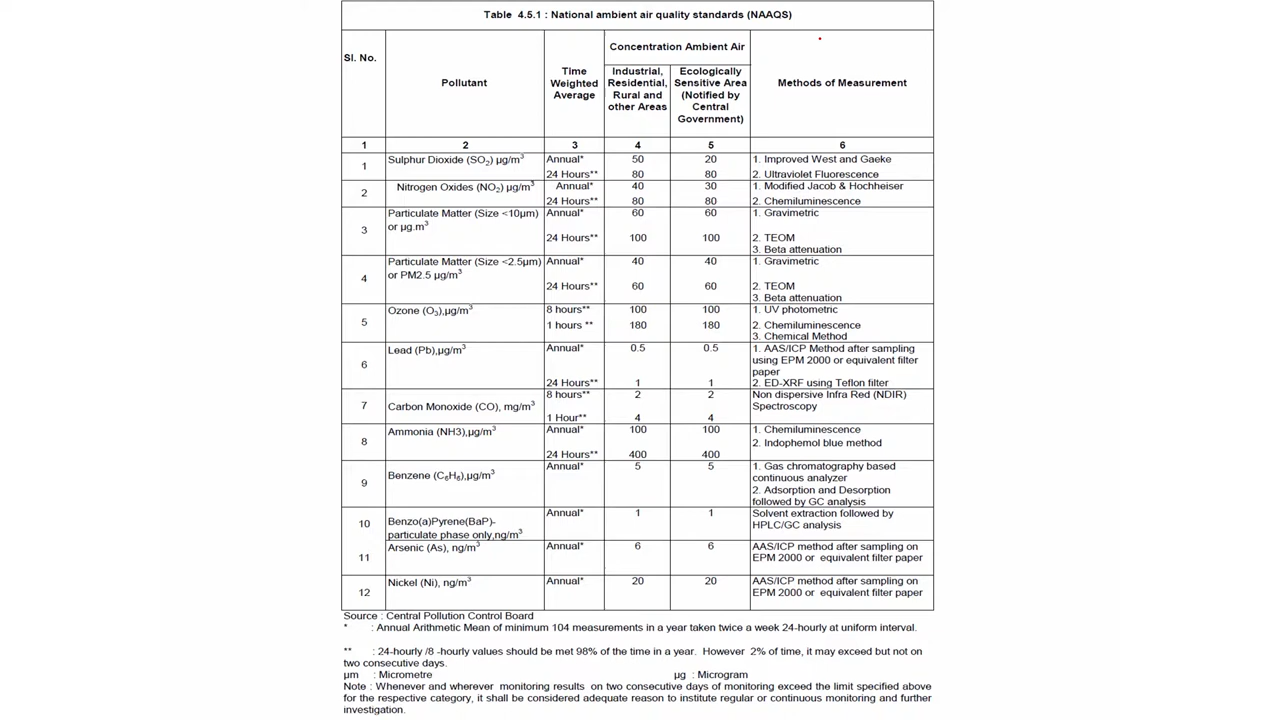 Table 4.5.1 : National ambient air quality standards (NAAQS)
Sl. No.
Pollutant
Time Weighted Average
Concentration Ambient Air
Industrial, Residential, Rural and other Areas
Ecologically Sensitive Area (Notified by Central Government)
Methods of Measurement
1 2 3 4 5 6
1 Sulphur Dioxide (SO2) µg/m3 Annual* 50 20 1. Improved West and Gaeke
24 Hours** 80 80 2. Ultraviolet Fluorescence
2 Nitrogen Oxides (NO2) µg/m3 Annual* 40 30 1. Modified Jacob & Hochheiser
24 Hours** 80 80 2. Chemiluminescence
3 Particulate Matter (Size <10µm) or µg.m3 Annual* 60 60 1. Gravimetric
24 Hours** 100 100 2. TEOM
3. Beta attenuation
4 Particulate Matter (Size <2.5µm) or PM2.5 µg/m3 Annual* 40 40 1. Gravimetric
24 Hours** 60 60 2. TEOM
3. Beta attenuation
5 Ozone (O3),µg/m3 8 hours** 100 100 1. UV photometric
1 hours ** 180 180 2. Chemiluminescence
3. Chemical Method
6 Lead (Pb),µg/m3 Annual* 0.5 0.5 1. AAS/ICP Method after sampling
using EPM 2000 or equivalent filter
paper
24 Hours** 1 1 2. ED-XRF using Teflon filter
7 Carbon Monoxide (CO), mg/m3 8 hours** 2 2 Non dispersive Infra Red (NDIR)
Spectroscopy
1 Hour** 4 4
8 Ammonia (NH3),µg/m3 Annual* 100 100 1. Chemiluminescence
2. Indophemol blue method
24 Hours** 400 400
9 Benzene (C6H6),µg/m3 Annual* 5 5 1. Gas chromatography based
continuous analyzer
2. Adsorption and Desorption
followed by GC analysis
10 Benzo(a)Pyrene(BaP)- particulate phase only,ng/m3 Annual* 1 1 Solvent extraction followed by
HPLC/GC analysis
11 Arsenic (As), ng/m3 Annual* 6 6 AAS/ICP method after sampling on
EPM 2000 or equivalent filter paper
12 Nickel (Ni), ng/m3 Annual* 20 20 AAS/ICP method after sampling on
EPM 2000 or equivalent filter paper
Source : Central Pollution Control Board
* : Annual Arithmetic Mean of minimum 104 measurements in a year taken twice a week 24-hourly at uniform interval.
** : 24-hourly /8 -hourly values should be met 98% of the time in a year. However 2% of time, it may exceed but not on
two consecutive days.
µm : Micrometre µg : Microgram
Note : Whenever and wherever monitoring results on two consecutive days of monitoring exceed the limit specified above
for the respective category, it shall be considered adequate reason to institute regular or continuous monitoring and further
investigation.